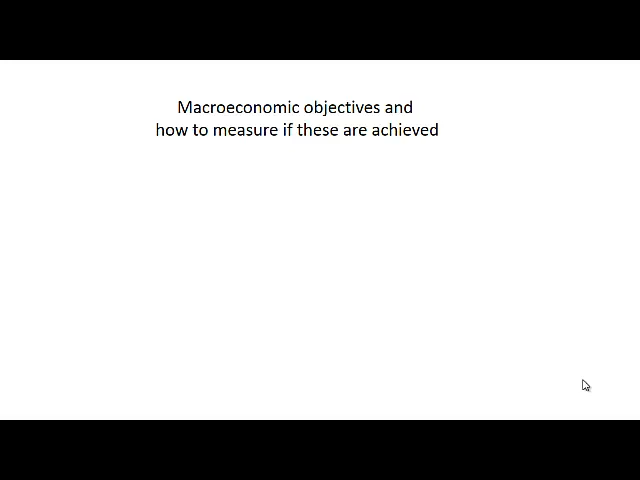 Macroeconomic objectives and
how to measure if these are achieved